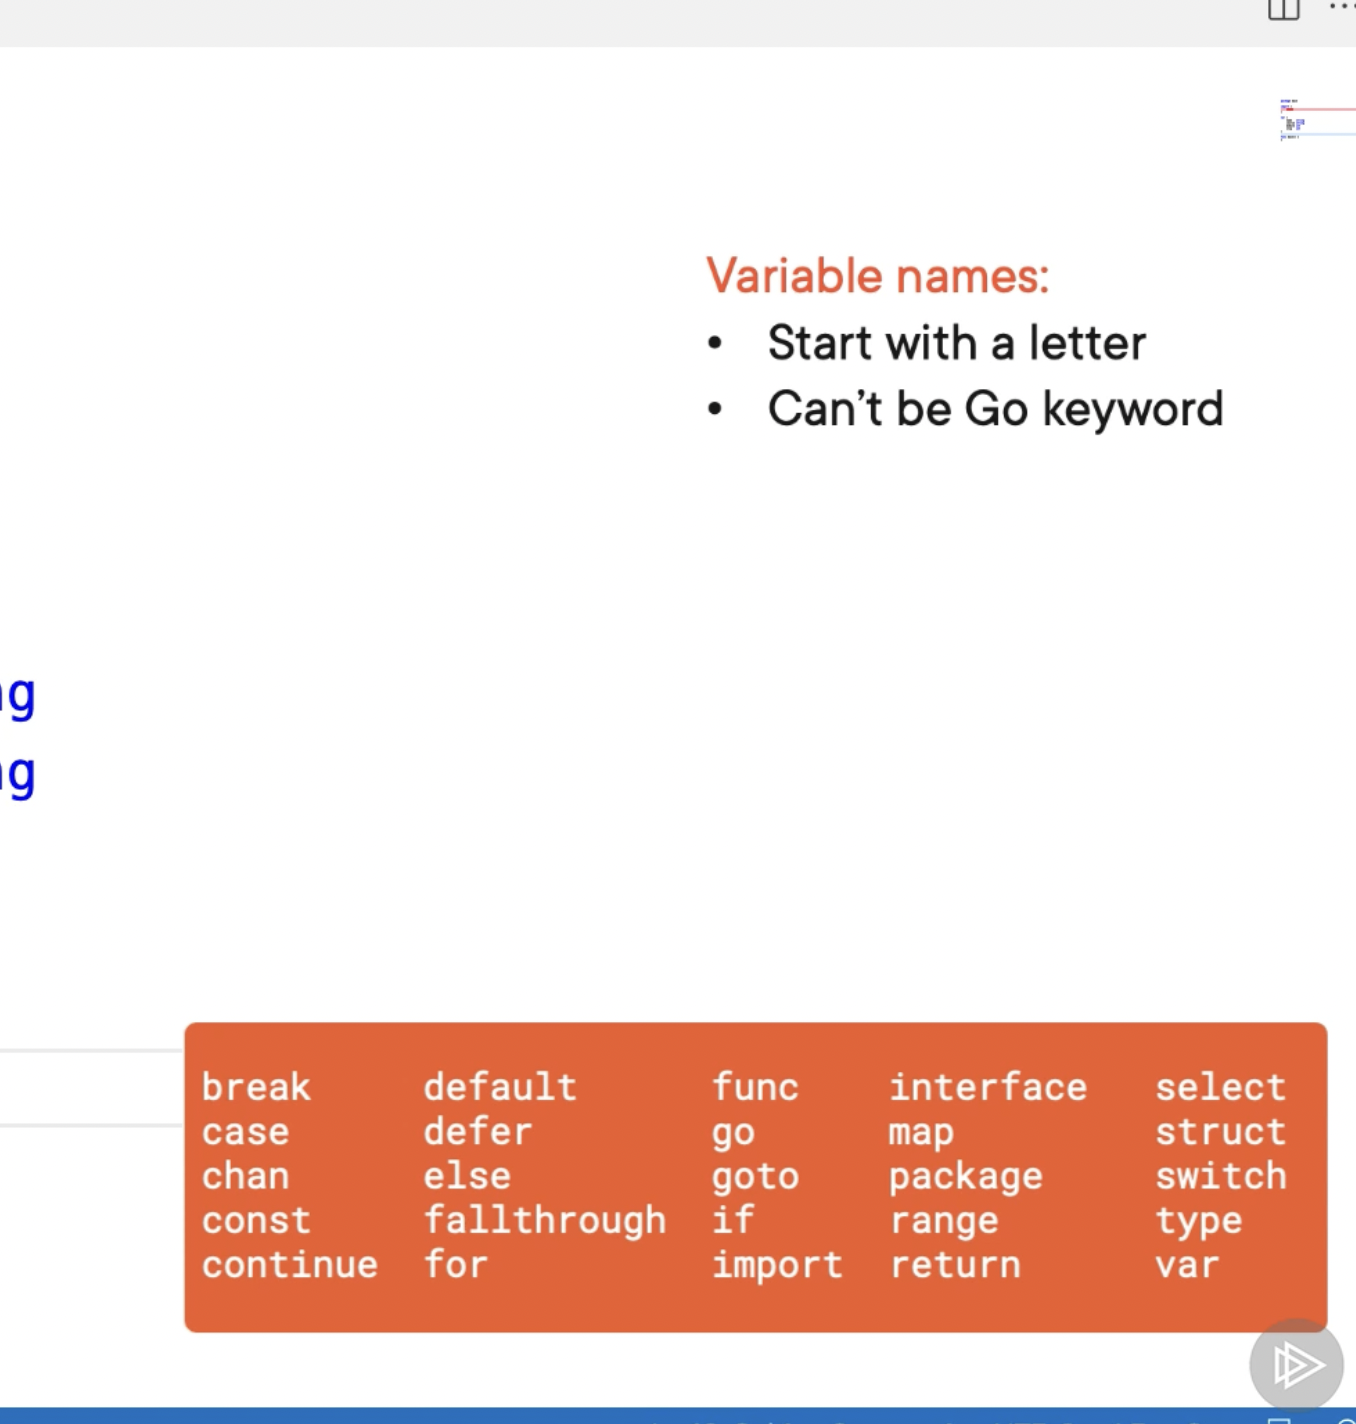 Variable names:
• Start with a letter
• Can’t be Go keyword
break default func interface select
case defer go map struct
chan else goto package switch
const fallthrough if range type
continue for import return var